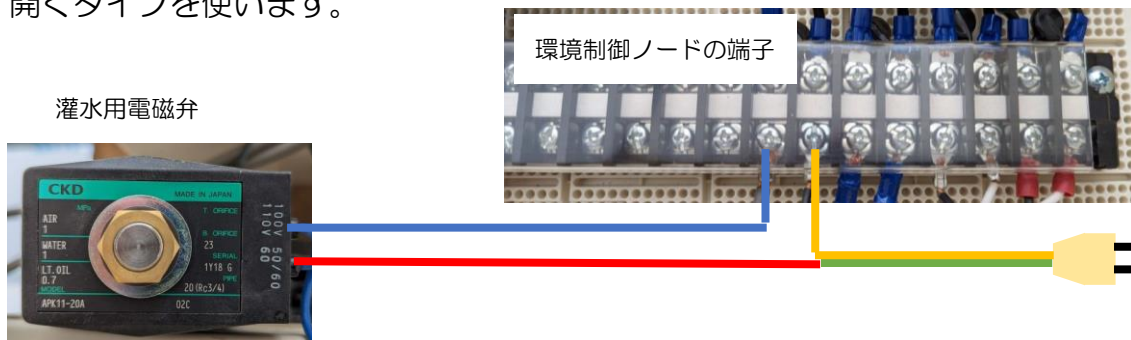 開くタイプを使います。
環境制御ノードの端子
灌水用電磁弁
CKD
MADE IN JAPAN
MPa
T. ORIFICE
AIR
1
B. ORIFICE
23
WATER
1
SERIAL
1Y18 G
LT.OIL
0.7
PIPE
20(Rc3/4)
MODEL
APK11-20A
02C
100V 50/60
110V 60